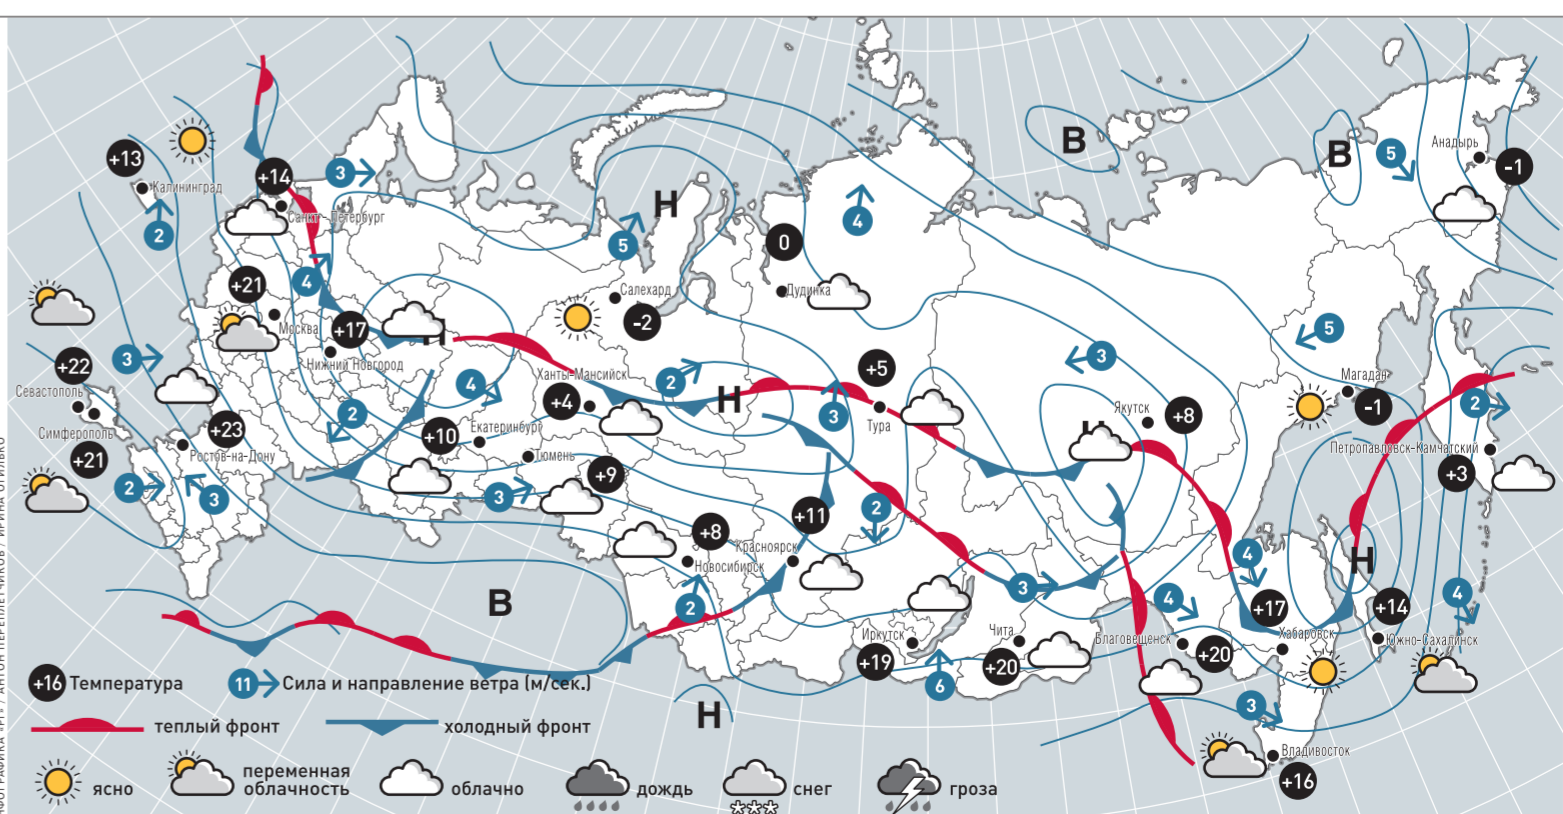 +13
Калининград
2
+14
Санкт-Петербург
3
4
+21
Москва
+17
Нижний Новгород
Н
3
+22
Севастополь
Симферополь
+21
+23
Ростов-на-Дону
2
3
2
4
+10
Екатеринбург
Тюмень
3
+9
Н
5
Салехард
-2
Ханты-Мансийск
+4
2
Н
0
Дудинка
4
3
+5
Тура
+8
Новосибирск
2
+11
Красноярск
2
В
Н
В
В
5
Анадырь
-1
5
3
Якутск
+8
Магадан
-1
2
Петропавловск-Камчатский
+3
Н
3
Иркутск
+19
6
Чита
+20
4
Благовещенск
+20
4
+17
Хабаровск
+14
Южно-Сахалинск
4
3
Владивосток
+16
+16 Температура
11 Сила и направление ветра (м/сек.)
теплый фронт
холодный фронт
ясно
переменная
облачность
облачно
дождь
снег
гроза